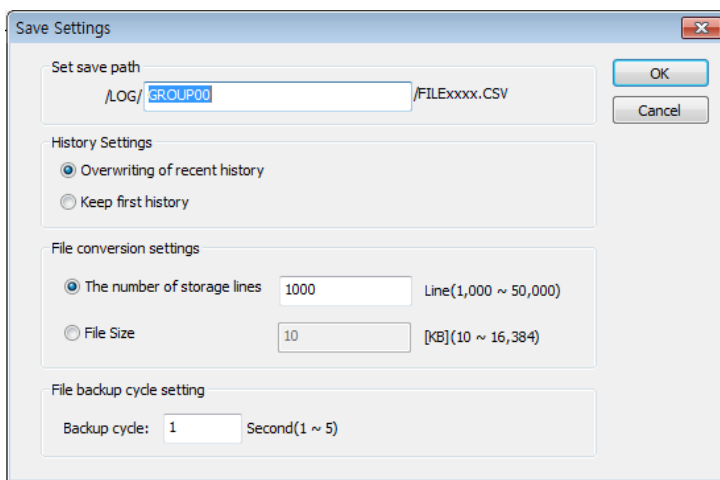 Save Settings
Set save path
/LOG/ GROUP00 /FILExxxx.CSV
OK
Cancel
History Settings
Overwriting of recent history
Keep first history
File conversion settings
The number of storage lines 1000 Line(1,000 ~ 50,000)
File Size 10 [KB](10 ~ 16,384)
File backup cycle setting
Backup cycle: 1 Second(1 ~ 5)